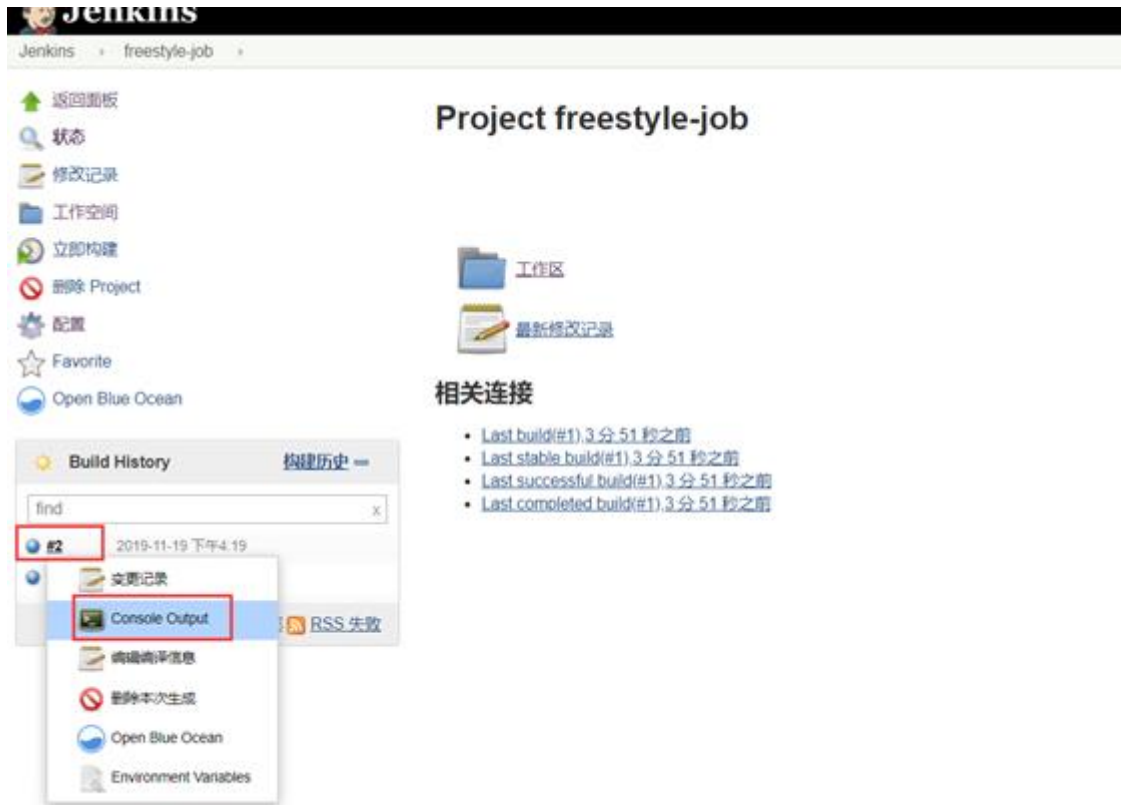 Jenkins
Jenkins › freestyle-job ›
返回面板
状态
修改记录
工作空间
立即构建
删除 Project
配置
Favorite
Open Blue Ocean
Project freestyle-job
工作区
最新修改记录
相关连接
Last build(#1),3 分 51 秒之前
Last stable build(#1),3 分 51 秒之前
Last successful build(#1),3 分 51 秒之前
Last completed build(#1),3 分 51 秒之前
Build History 构建历史
find x
#2 2019-11-19 下午4:19
变更记录
Console Output
RSS 失败
编辑编译信息
删除本次生成
Open Blue Ocean
Environment Variables